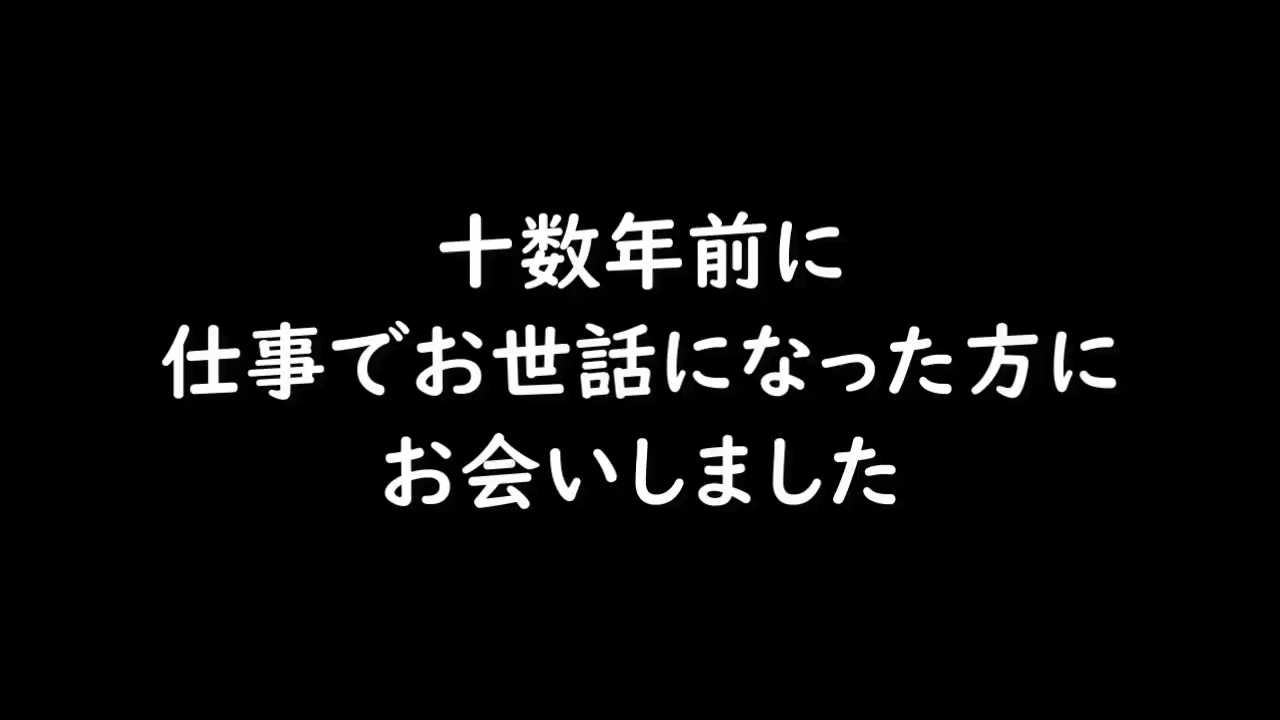 十数年前に
仕事でお世話になった方に
お会いしました